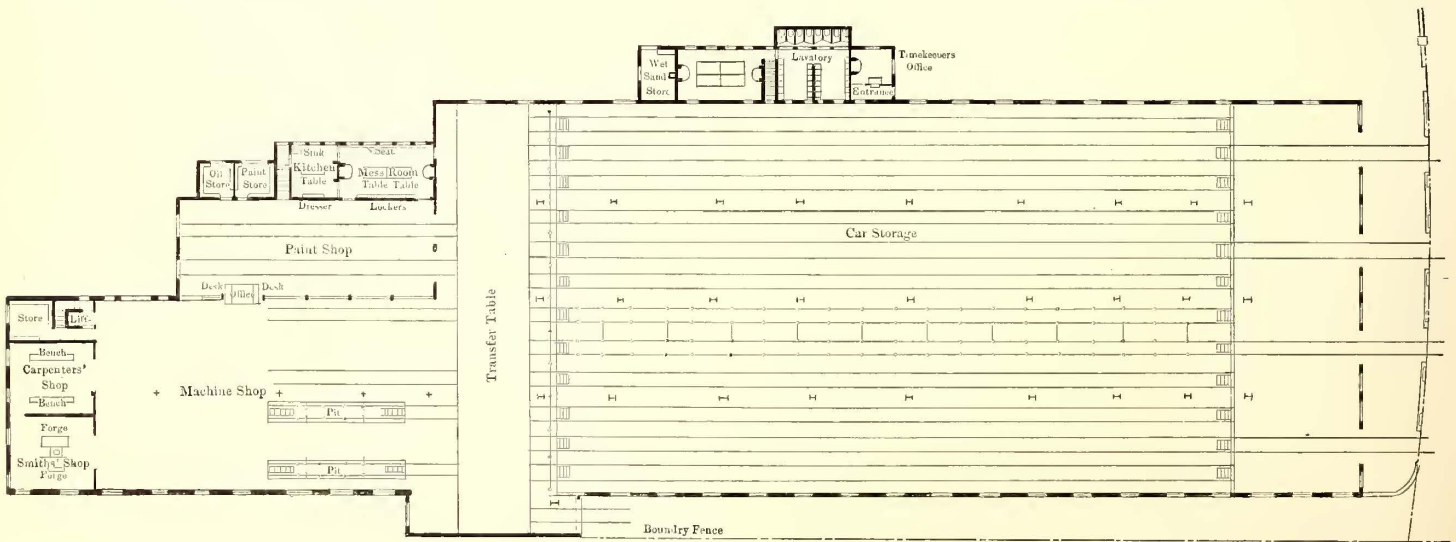 Wet
Sand
Store
Lavatory
Timekeepers
Office
Entrance
Oil
Store
Paint
Store
Sink
Kitchen
Table
Dresser
Seat
Mess Room
Table Table
Lockers
Paint Shop
Desk
Office
Desk
Car Storage
Transfer Table
Store
Lift
Bench
Carpenters'
Shop
Bench
Machine Shop
Pit
Forge
Smiths' Shop
Forge
Pit
Boundry Fence